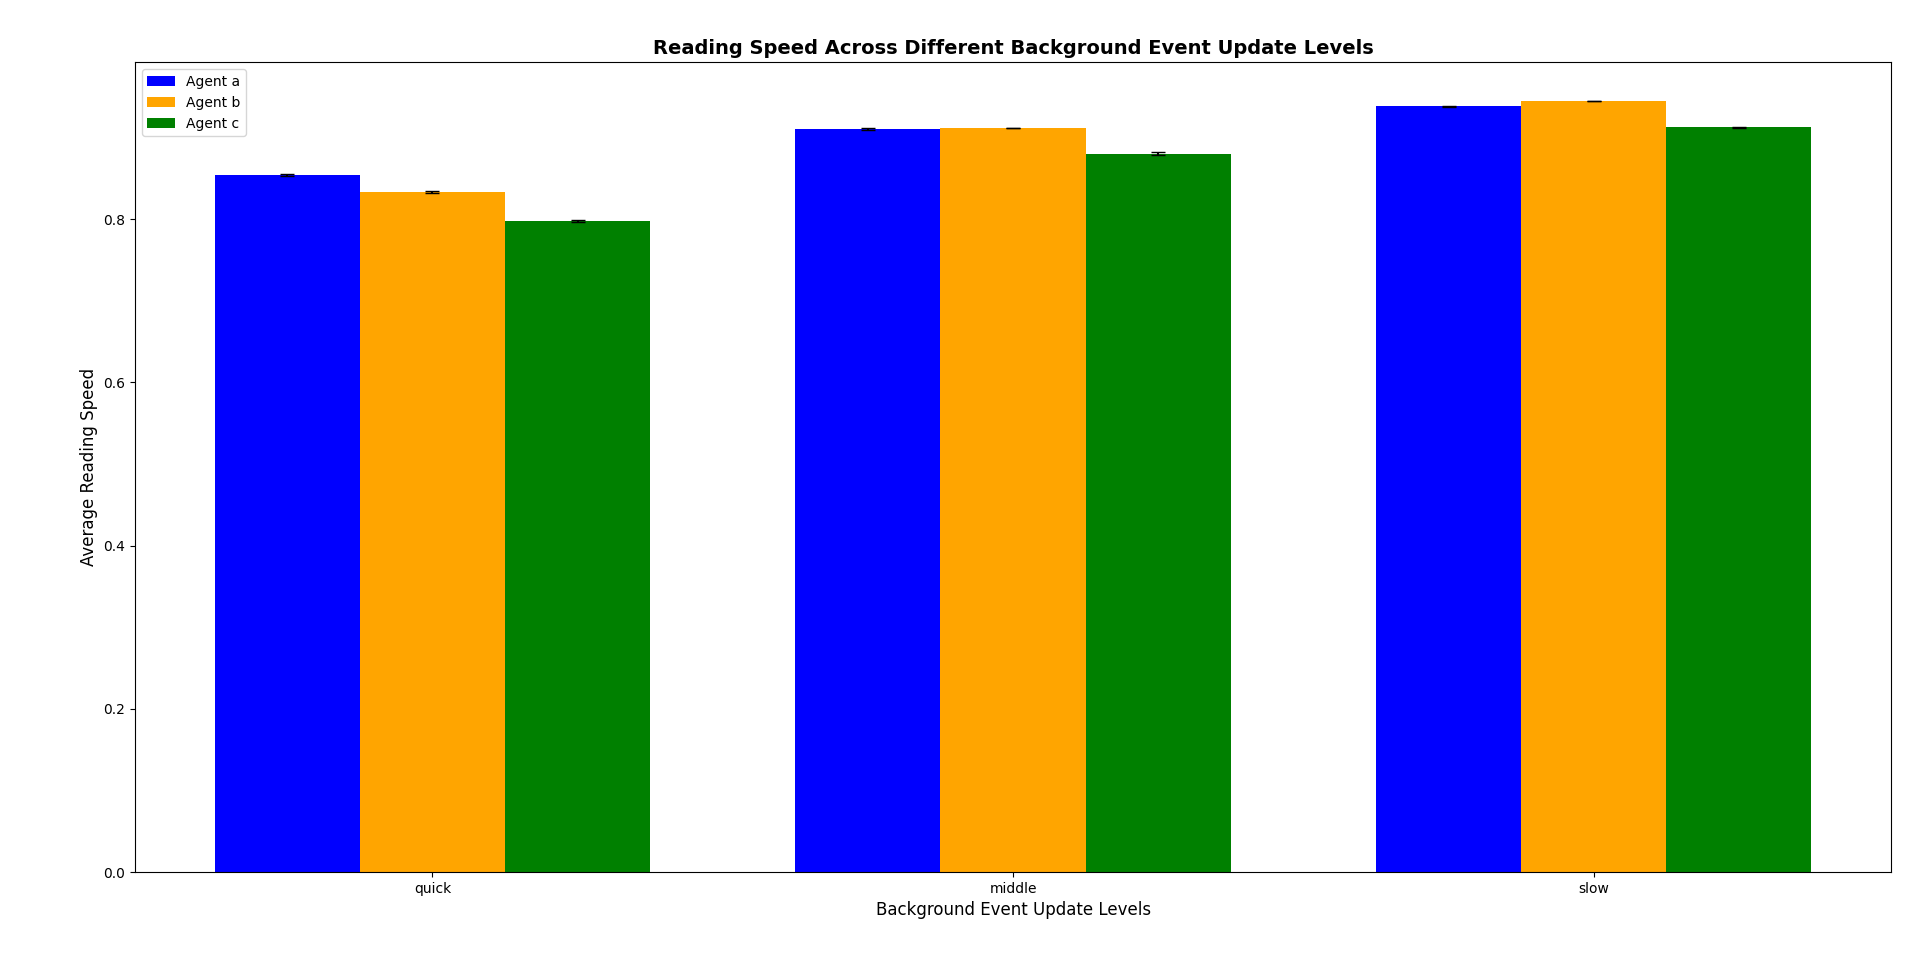 Reading Speed Across Different Background Event Update Levels
Agent a
Agent b
Agent c
Average Reading Speed
0.8
0.6
0.4
0.2
0.0
quick middle slow
Background Event Update Levels